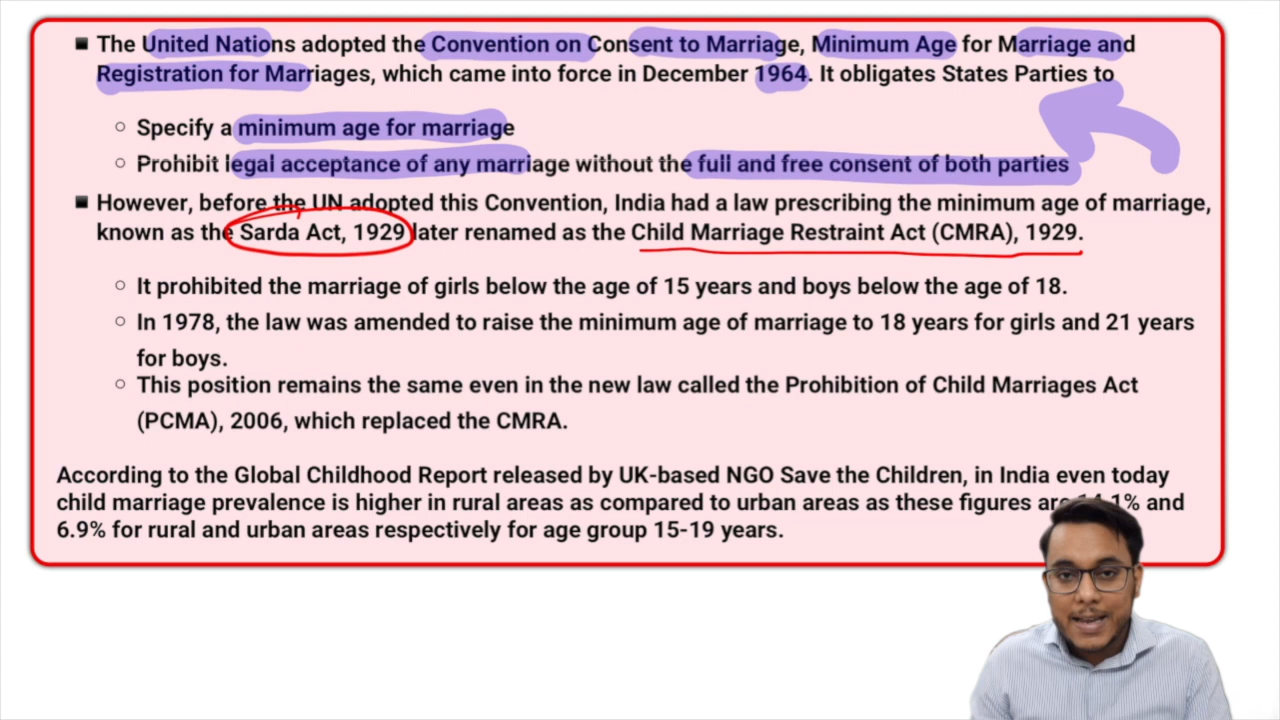 The United Nations adopted the Convention on Consent to Marriage, Minimum Age for Marriage and
Registration for Marriages, which came into force in December 1964. It obligates States Parties to
Specify a minimum age for marriage
Prohibit legal acceptance of any marriage without the full and free consent of both parties
However, before the UN adopted this Convention, India had a law prescribing the minimum age of marriage,
known as the Sarda Act, 1929 later renamed as the Child Marriage Restraint Act (CMRA), 1929.
It prohibited the marriage of girls below the age of 15 years and boys below the age of 18.
In 1978, the law was amended to raise the minimum age of marriage to 18 years for girls and 21 years
for boys.
This position remains the same even in the new law called the Prohibition of Child Marriages Act
(PCMA), 2006, which replaced the CMRA.
According to the Global Childhood Report released by UK-based NGO Save the Children, in India even today
child marriage prevalence is higher in rural areas as compared to urban areas as these figures are and
6.9% for rural and urban areas respectively for age group 15-19 years.